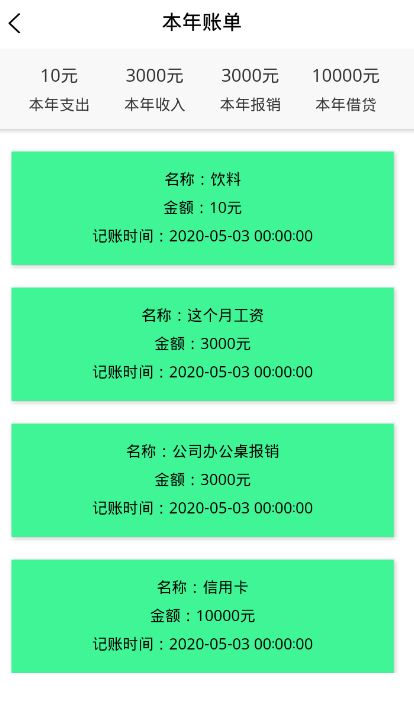 本年账单
10元 3000元 3000元 10000元
本年支出 本年收入 本年报销 本年借贷
名称：饮料
金额：10元
记账时间：2020-05-03 00:00:00
名称：这个月工资
金额：3000元
记账时间：2020-05-03 00:00:00
名称：公司办公桌报销
金额：3000元
记账时间：2020-05-03 00:00:00
名称：信用卡
金额：10000元
记账时间：2020-05-03 00:00:00